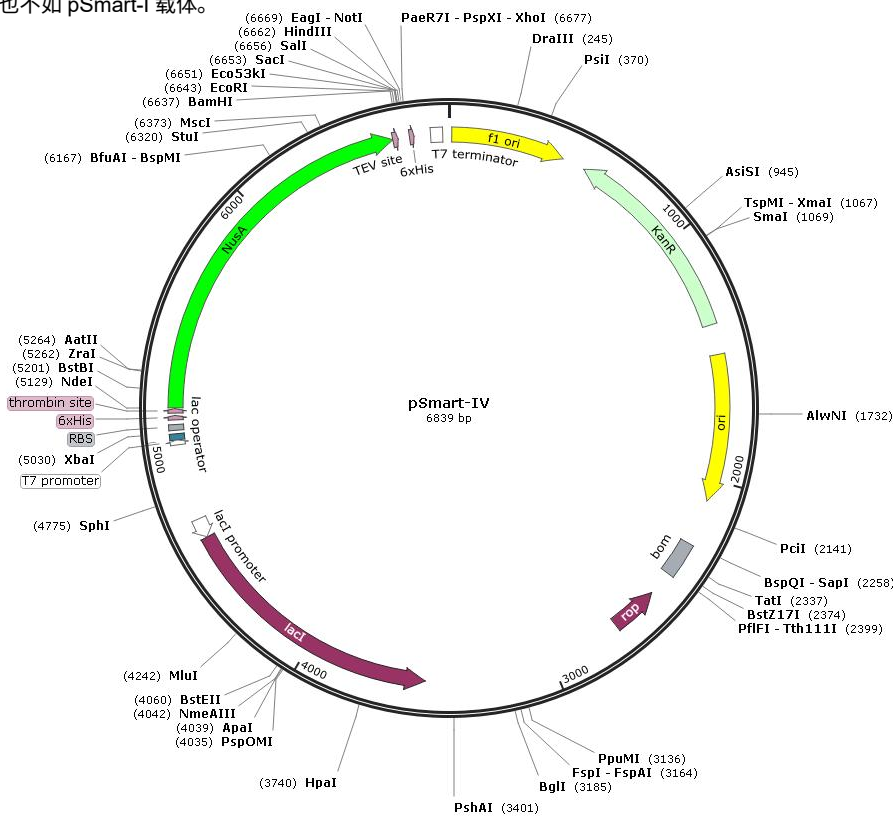 也不如 pSmart-I 载体。
(6669) EagI - NotI
(6662) HindIII
(6656) SalI
(6653) SacI
(6651) Eco53kI
(6643) EcoRI
(6637) BamHI
(6373) MscI
(6320) StuI
(6167) BfuAI - BspMI
PaeR7I - PspXI - XhoI (6677)
DraIII (245)
PsiI (370)
AsiSI (945)
TspMI - XmaI (1067)
SmaI (1069)
TEV site
6xHis
T7 terminator
f1 ori
KanR
1000
6000
NusA
(5264) AatII
(5262) ZraI
(5201) BstBI
(5129) NdeI
thrombin site
6xHis
RBS
(5030) XbaI
T7 promoter
lac operator
5000
(4775) SphI
pSmart-IV
6839 bp
ori
AlwNI (1732)
2000
PciI (2141)
BspQI - SapI (2258)
TatI (2337)
BstZ17I (2374)
PflFI - Tth111I (2399)
bom
rop
lacI promoter
lacI
4000
3000
(4242) MluI
(4060) BstEII
(4042) NmeAIII
(4039) ApaI
(4035) PspOMI
(3740) HpaI
PpuMI (3136)
FspI - FspAI (3164)
BglI (3185)
PshAI (3401)